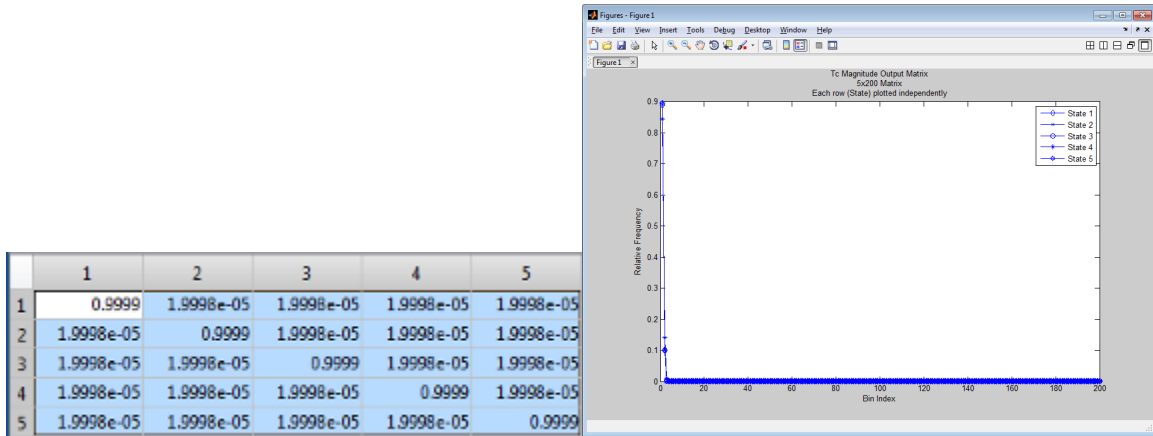 1 2 3 4 5
1 0.9999 1.9998e-05 1.9998e-05 1.9998e-05 1.9998e-05
2 1.9998e-05 0.9999 1.9998e-05 1.9998e-05 1.9998e-05
3 1.9998e-05 1.9998e-05 0.9999 1.9998e-05 1.9998e-05
4 1.9998e-05 1.9998e-05 1.9998e-05 0.9999 1.9998e-05
5 1.9998e-05 1.9998e-05 1.9998e-05 1.9998e-05 0.9999
Figures - Figure 1
File Edit View Insert Tools Debug Desktop Window Help
Figure 1
Tc Magnitude Output Matrix
5x200 Matrix
Each row (State) plotted independently
State 1
State 2
State 3
State 4
State 5
Relative Frequency
0.9
0.8
0.7
0.6
0.5
0.4
0.3
0.2
0.1
0
0 20 40 60 80 100 120 140 160 180 200
Bin Index